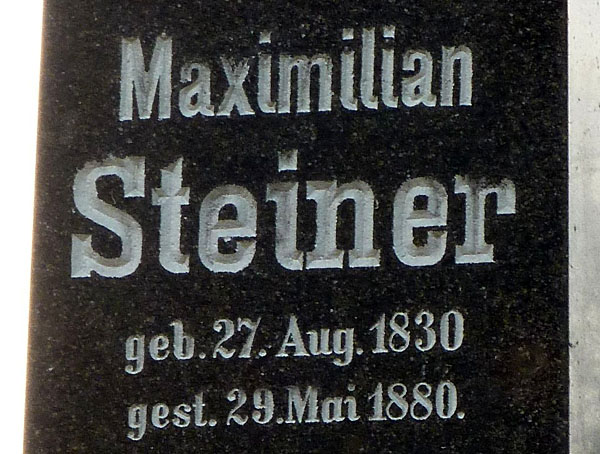 Maximilian
Steiner
geb. 27. Aug. 1830
gest. 29. Mai 1880.